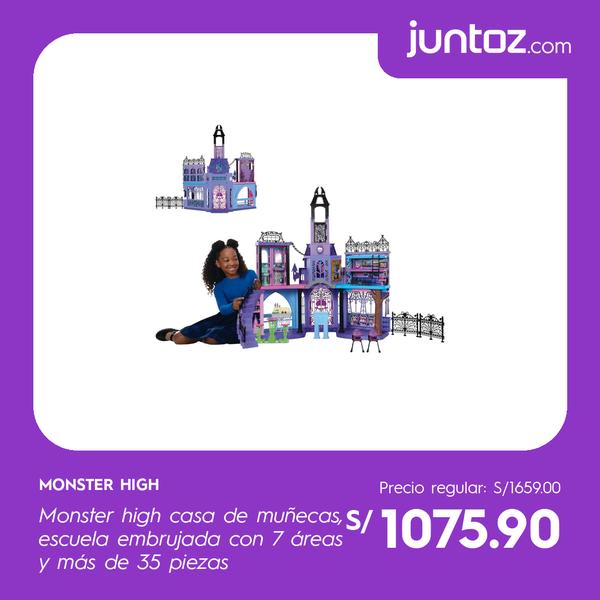 juntoz.com
MONSTER HIGH
Monster high casa de muñecas,
escuela embrujada con 7 áreas
y más de 35 piezas
Precio regular: S/1659.00
S/ 1075.90